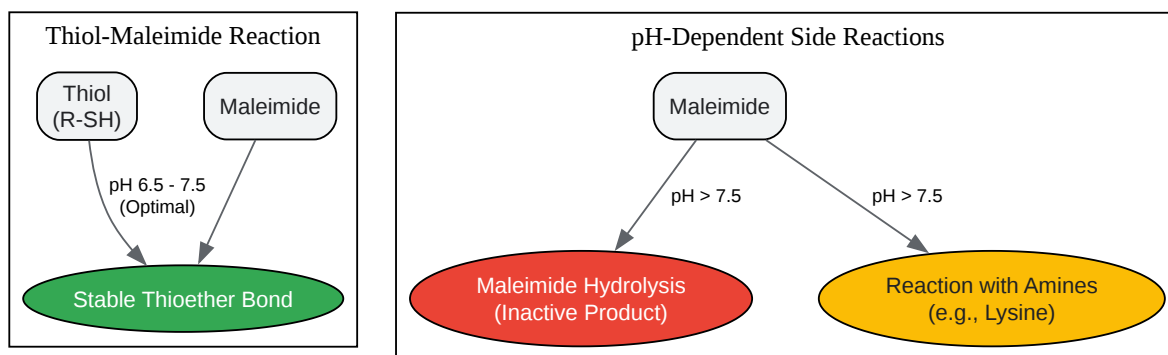 Thiol-Maleimide Reaction
Thiol
(R-SH)
Maleimide
pH 6.5 - 7.5
(Optimal)
Stable Thioether Bond
pH-Dependent Side Reactions
Maleimide
pH > 7.5
pH > 7.5
Maleimide Hydrolysis
(Inactive Product)
Reaction with Amines
(e.g., Lysine)